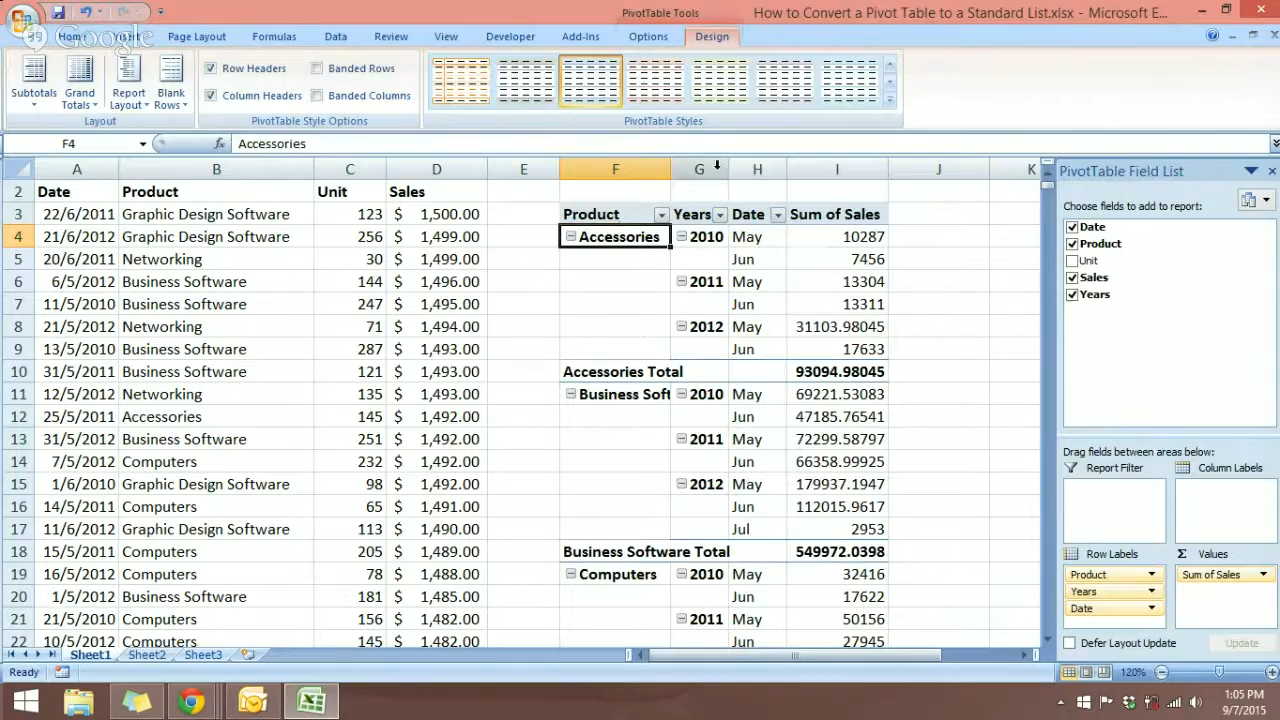 PivotTable Tools
How to Convert a Pivot Table to a Standard List.xlsx - Microsoft E...
Google
Home Insert Page Layout Formulas Data Review View Developer Add-Ins Options Design
Subtotals Grand Totals Report Layout Blank Rows
Row Headers Banded Rows
Column Headers Banded Columns
Layout PivotTable Style Options PivotTable Styles
F4 fx Accessories
A B C D E F G H I J K
2 Date Product Unit Sales
3 22/6/2011 Graphic Design Software 123 $ 1,500.00 Product Years Date Sum of Sales
4 21/6/2012 Graphic Design Software 256 $ 1,499.00 Accessories 2010 May 10287
5 20/6/2011 Networking 30 $ 1,499.00 Jun 7456
6 6/5/2012 Business Software 144 $ 1,496.00 2011 May 13304
7 11/5/2010 Business Software 247 $ 1,495.00 Jun 13311
8 21/5/2012 Networking 71 $ 1,494.00 2012 May 31103.98045
9 13/5/2010 Business Software 287 $ 1,493.00 Jun 17633
10 31/5/2011 Business Software 121 $ 1,493.00 Accessories Total 93094.98045
11 12/5/2010 Networking 135 $ 1,493.00 Business Soft 2010 May 69221.53083
12 25/5/2011 Accessories 145 $ 1,492.00 Jun 47185.76541
13 31/5/2012 Business Software 251 $ 1,492.00 2011 May 72299.58797
14 7/5/2012 Computers 232 $ 1,492.00 Jun 66358.99925
15 1/6/2010 Graphic Design Software 98 $ 1,492.00 2012 May 179937.1947
16 14/5/2011 Computers 65 $ 1,491.00 Jun 112015.9617
17 11/6/2012 Graphic Design Software 113 $ 1,490.00 Jul 2953
18 15/5/2011 Computers 205 $ 1,489.00 Business Software Total 549972.0398
19 16/5/2012 Computers 78 $ 1,488.00 Computers 2010 May 32416
20 1/5/2012 Business Software 181 $ 1,485.00 Jun 17622
21 21/5/2010 Computers 156 $ 1,482.00 2011 May 50156
22 10/5/2012 Computers 145 $ 1,482.00 Jun 27945
PivotTable Field List
Choose fields to add to report:
Date
Product
Unit
Sales
Years
Drag fields between areas below:
Report Filter Column Labels
Row Labels Σ Values
Product Sum of Sales
Years
Date
Defer Layout Update Update
Sheet1 Sheet2 Sheet3
Ready 120%
1:05 PM
9/7/2015